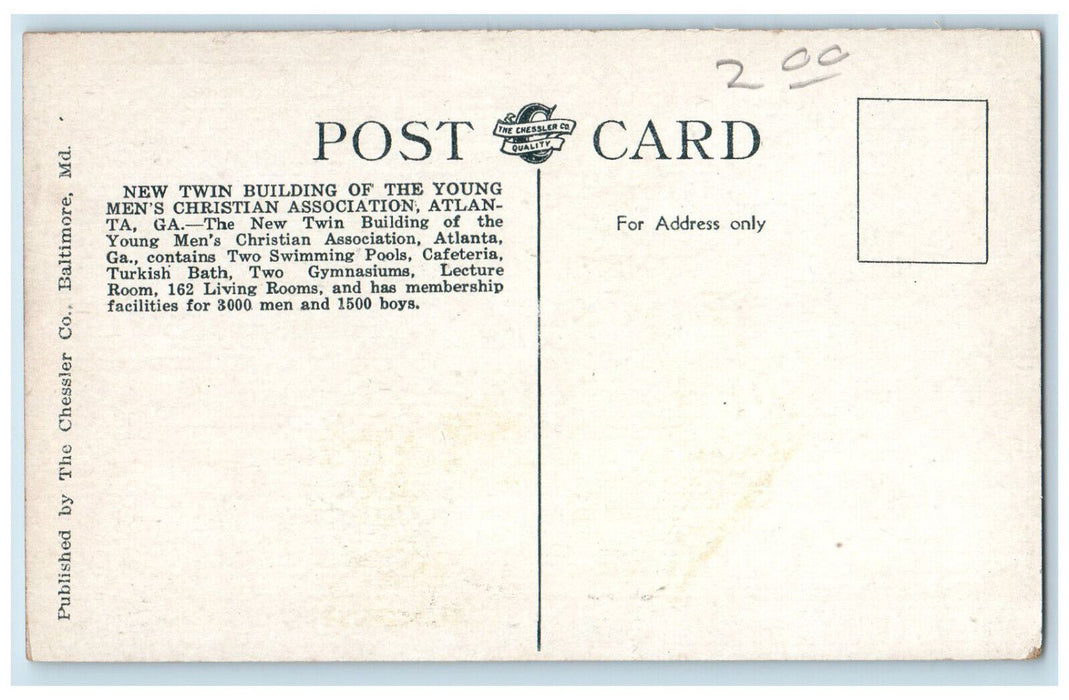 2 00
POST THE CHESSLER CO. QUALITY CARD
NEW TWIN BUILDING OF THE YOUNG
MEN'S CHRISTIAN ASSOCIATION, ATLAN-
TA, GA.—The New Twin Building of the
Young Men's Christian Association, Atlanta,
Ga., contains Two Swimming Pools, Cafeteria,
Turkish Bath, Two Gymnasiums, Lecture
Room, 162 Living Rooms, and has membership
facilities for 3000 men and 1500 boys.
For Address only
Published by The Chessler Co., Baltimore, Md.